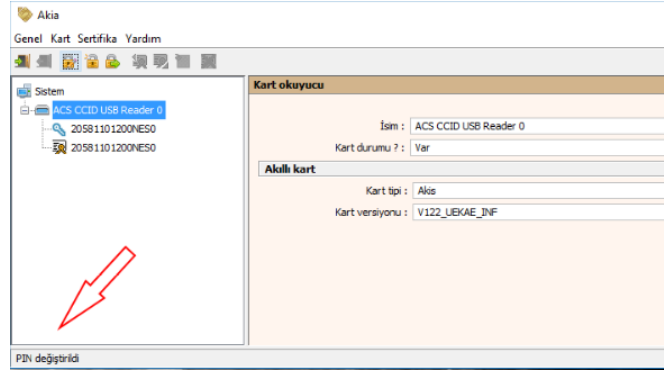 Akia
Genel Kart Sertifika Yardım
Sistem
ACS CCID USB Reader 0
20581101200NES0
20581101200NES0
Kart okuyucu
İsim : ACS CCID USB Reader 0
Kart durumu ? : Var
Akıllı kart
Kart tipi : Akis
Kart versiyonu : V122_UEKAE_INF
PIN değiştirildi